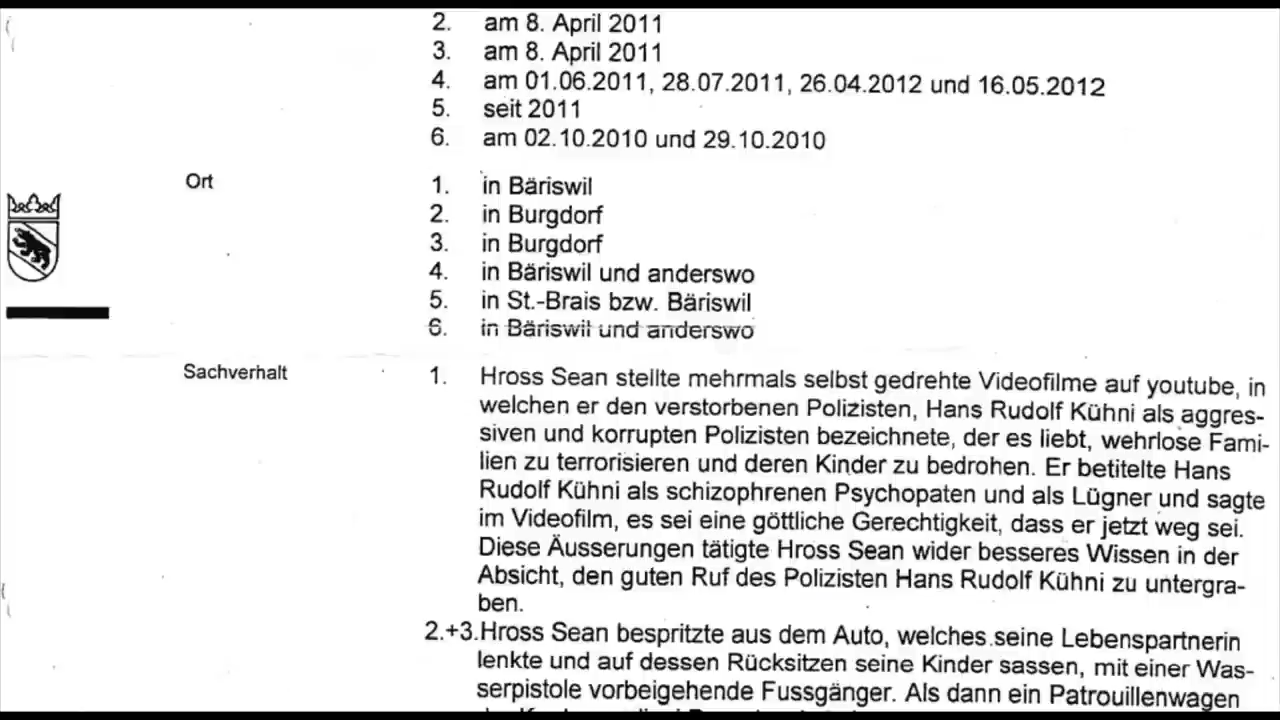 2. am 8. April 2011
3. am 8. April 2011
4. am 01.06.2011, 28.07.2011, 26.04.2012 und 16.05.2012
5. seit 2011
6. am 02.10.2010 und 29.10.2010
Ort 1. in Bäriswil
2. in Burgdorf
3. in Burgdorf
4. in Bäriswil und anderswo
5. in St.-Brais bzw. Bäriswil
6. in Bäriswil und anderswo
Sachverhalt 1. Hross Sean stellte mehrmals selbst gedrehte Videofilme auf youtube, in
welchen er den verstorbenen Polizisten, Hans Rudolf Kühni als aggres-
siven und korrupten Polizisten bezeichnete, der es liebt, wehrlose Fami-
lien zu terrorisieren und deren Kinder zu bedrohen. Er betitelte Hans
Rudolf Kühni als schizophrenen Psychopaten und als Lügner und sagte
im Videofilm, es sei eine göttliche Gerechtigkeit, dass er jetzt weg sei.
Diese Äusserungen tätigte Hross Sean wider besseres Wissen in der
Absicht, den guten Ruf des Polizisten Hans Rudolf Kühni zu untergra-
ben.
2.+3. Hross Sean bespritzte aus dem Auto, welches seine Lebenspartnerin
lenkte und auf dessen Rücksitzen seine Kinder sassen, mit einer Was-
serpistole vorbeigehende Fussgänger. Als dann ein Patrouillenwagen